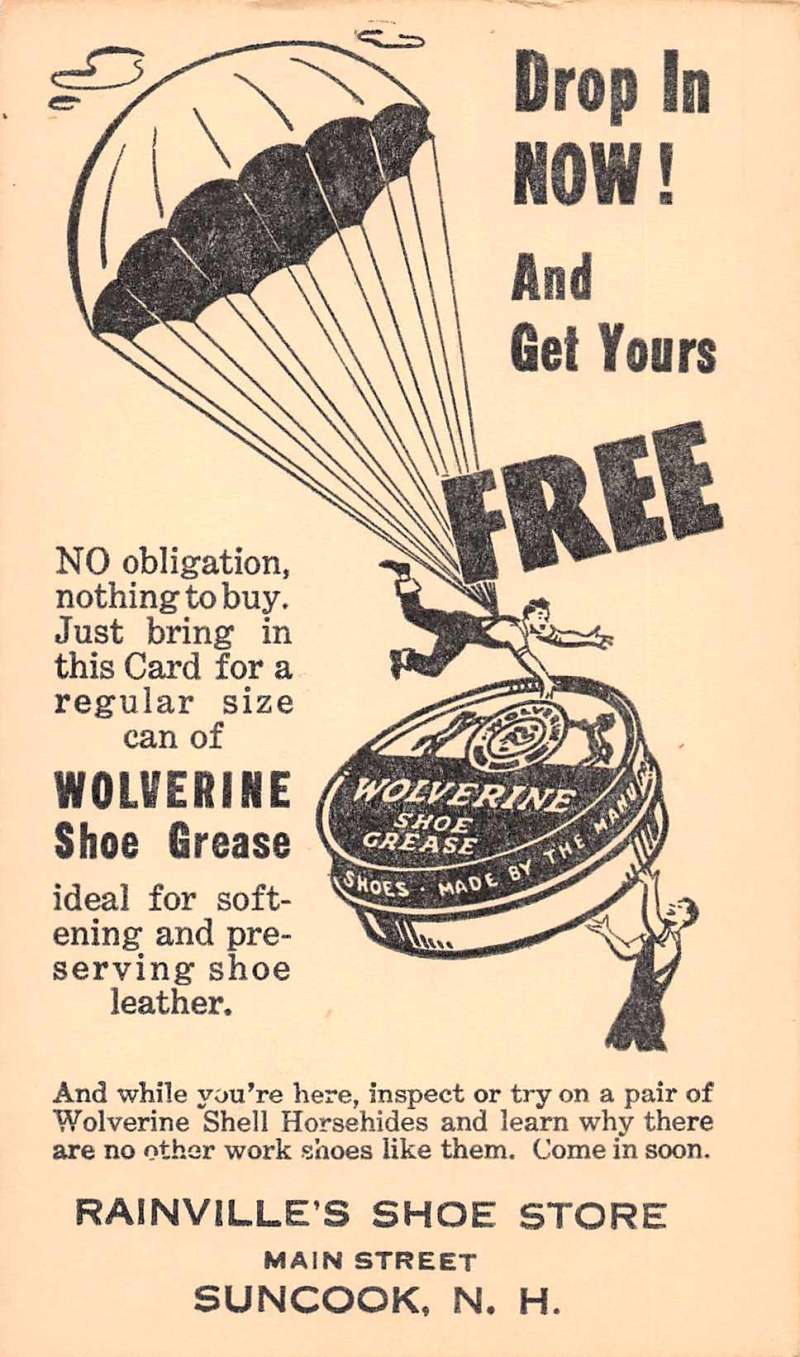 Drop In
NOW!
And
Get Yours
FREE
NO obligation,
nothing to buy.
Just bring in
this Card for a
regular size
can of
WOLVERINE
Shoe Grease
ideal for soft-
ening and pre-
serving shoe
leather.
WOLVERINE
WOLVERINE
SHOE
GREASE
SHOES · MADE BY THE MANUF
And while you're here, inspect or try on a pair of
Wolverine Shell Horsehides and learn why there
are no other work shoes like them. Come in soon.
RAINVILLE'S SHOE STORE
MAIN STREET
SUNCOOK, N. H.